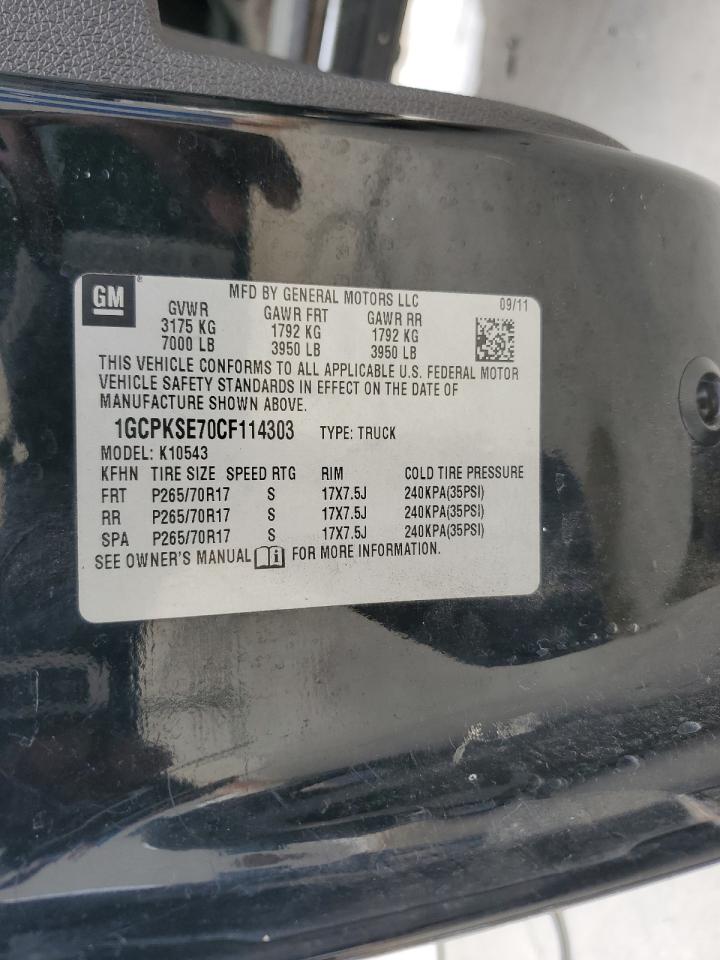 GM
MFD BY GENERAL MOTORS LLC 09/11
GVWR GAWR FRT GAWR RR
3175 KG 1792 KG 1792 KG
7000 LB 3950 LB 3950 LB
THIS VEHICLE CONFORMS TO ALL APPLICABLE U.S. FEDERAL MOTOR
VEHICLE SAFETY STANDARDS IN EFFECT ON THE DATE OF
MANUFACTURE SHOWN ABOVE.
1GCPKSE70CF114303 TYPE: TRUCK
MODEL: K10543
KFHN TIRE SIZE SPEED RTG RIM COLD TIRE PRESSURE
FRT P265/70R17 S 17X7.5J 240KPA(35PSI)
RR P265/70R17 S 17X7.5J 240KPA(35PSI)
SPA P265/70R17 S 17X7.5J 240KPA(35PSI)
SEE OWNER'S MANUAL i FOR MORE INFORMATION.